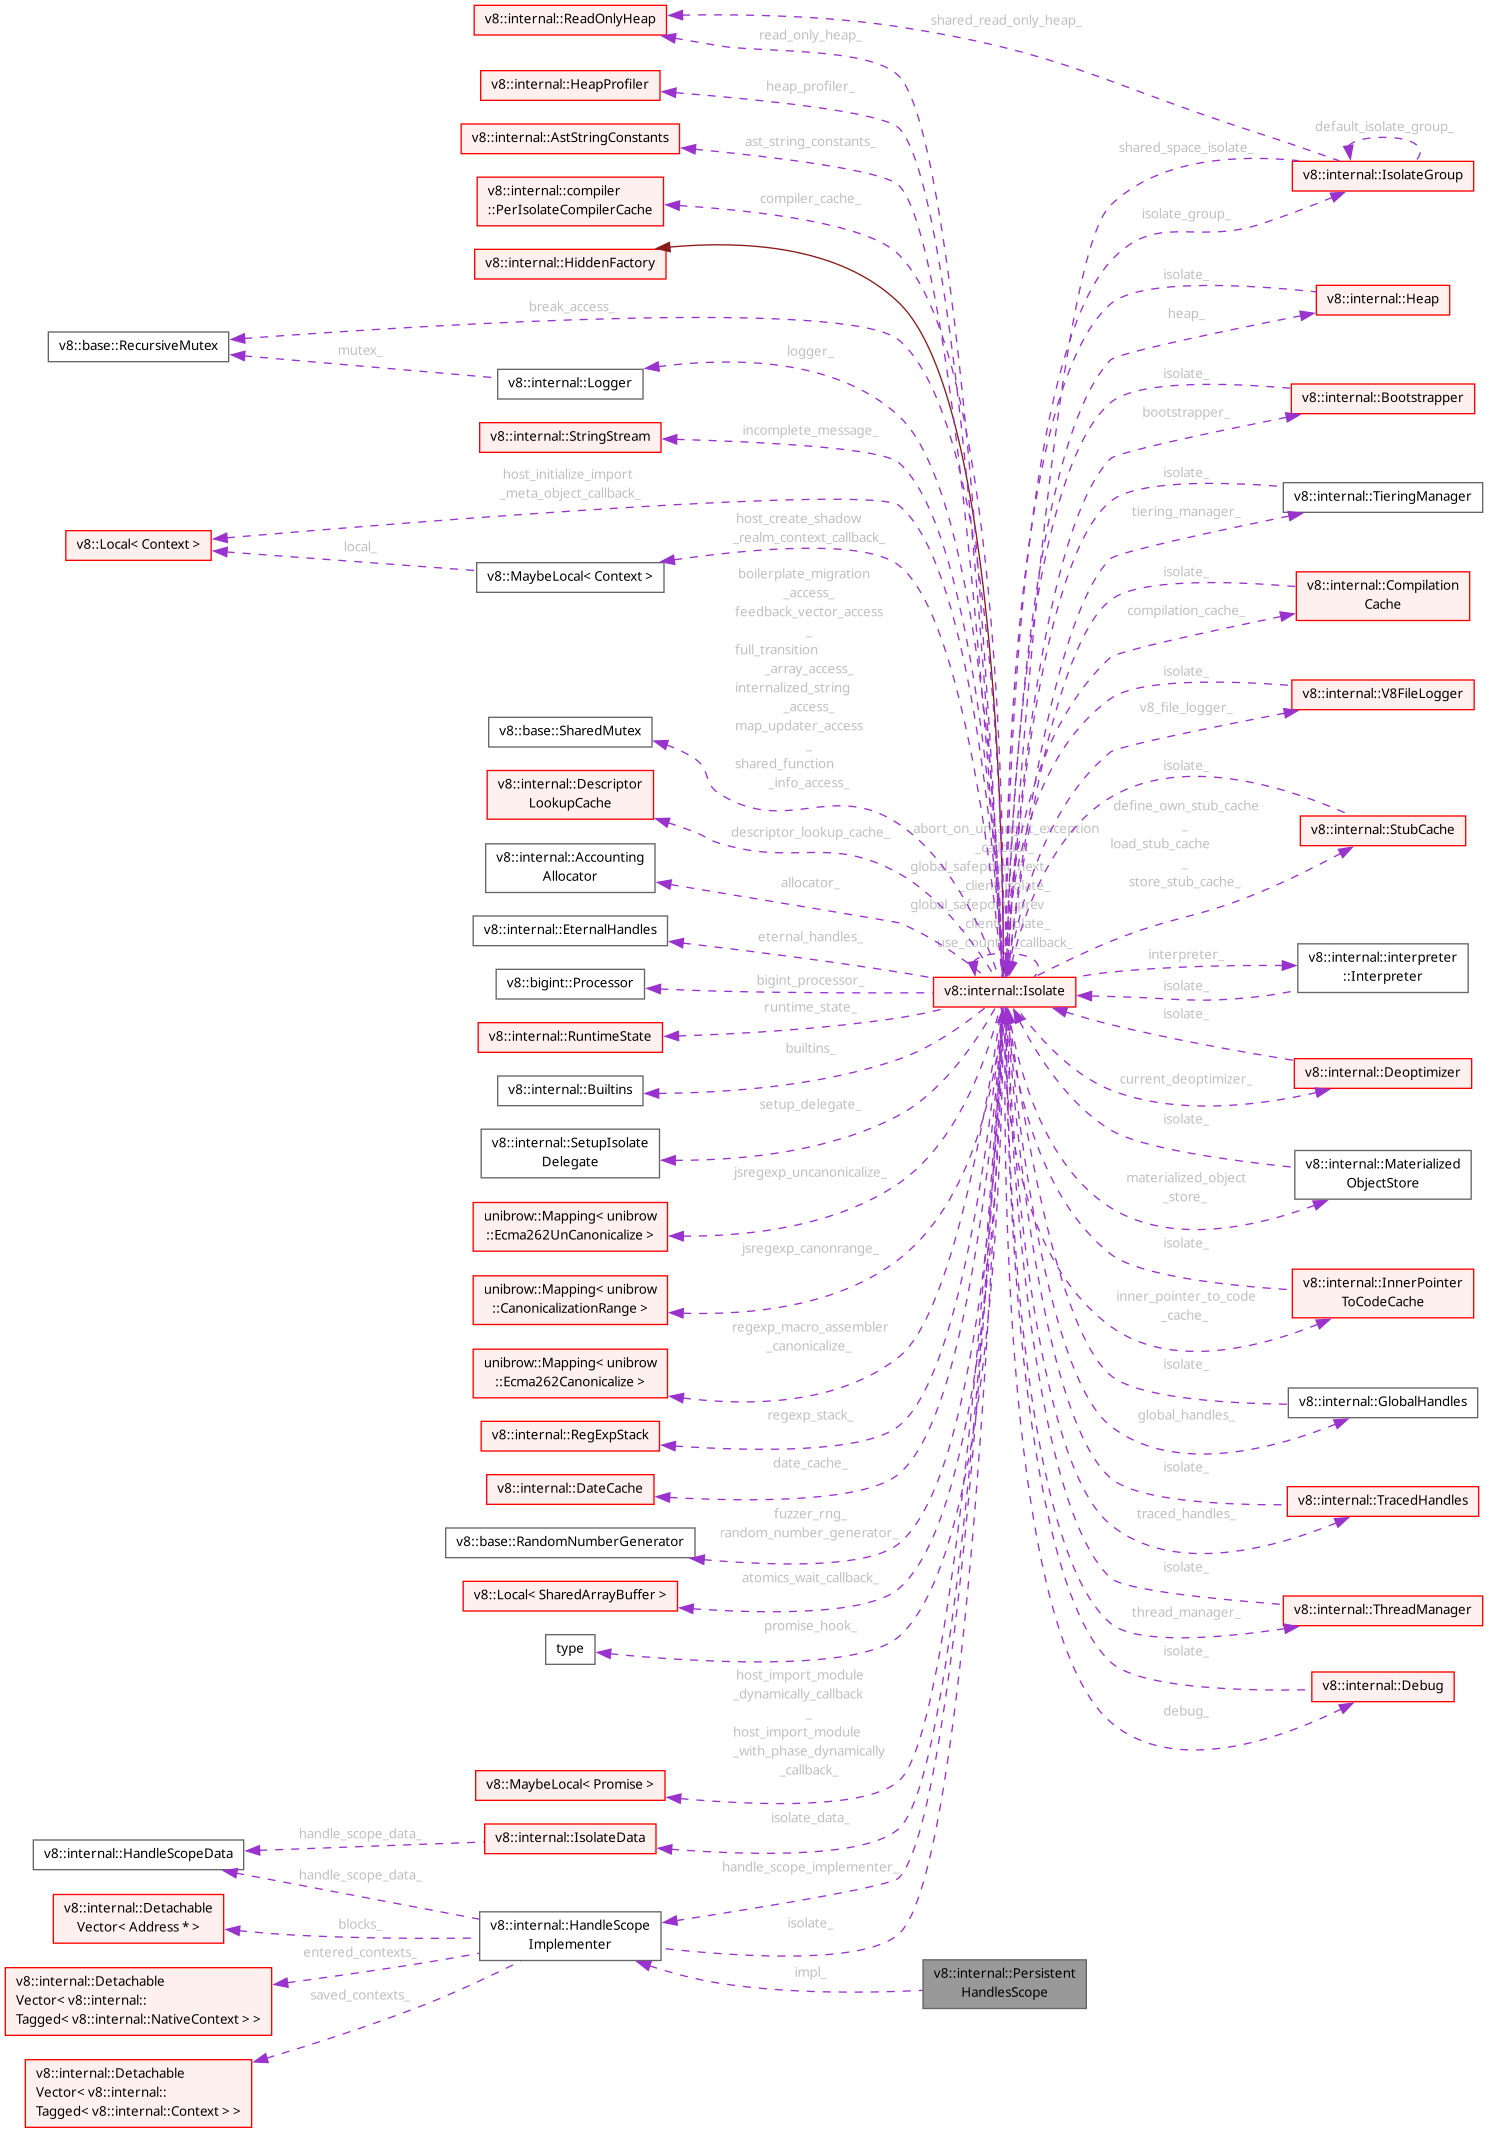 v8::internal::ReadOnlyHeap
shared_read_only_heap_
read_only_heap_
v8::internal::HeapProfiler
heap_profiler_
v8::internal::AstStringConstants
ast_string_constants_
default_isolate_group_
shared_space_isolate_
v8::internal::IsolateGroup
v8::internal::compiler
::PerIsolateCompilerCache
compiler_cache_
isolate_group_
v8::internal::HiddenFactory
isolate_
v8::internal::Heap
heap_
break_access_
v8::base::RecursiveMutex
mutex_
v8::internal::Logger
logger_
isolate_
v8::internal::Bootstrapper
bootstrapper_
v8::internal::StringStream
incomplete_message_
host_initialize_import
_meta_object_callback_
isolate_
v8::internal::TieringManager
tiering_manager_
v8::Local< Context >
local_
v8::MaybeLocal< Context >
host_create_shadow
_realm_context_callback_
isolate_
v8::internal::Compilation
Cache
compilation_cache_
boilerplate_migration
_access_
feedback_vector_access
_
full_transition
_array_access_
internalized_string
_access_
map_updater_access
_
shared_function
_info_access_
v8::base::SharedMutex
isolate_
v8::internal::V8FileLogger
v8_file_logger_
v8::internal::Descriptor
LookupCache
descriptor_lookup_cache_
isolate_
v8::internal::StubCache
define_own_stub_cache
_
load_stub_cache
_
store_stub_cache_
v8::internal::Accounting
Allocator
allocator_
abort_on_uncaught_exception
_callback_
global_safepoint_next
_client_isolate_
global_safepoint_prev
_client_isolate_
use_counter_callback_
v8::internal::EternalHandles
eternal_handles_
v8::bigint::Processor
bigint_processor_
v8::internal::Isolate
interpreter_
v8::internal::interpreter
::Interpreter
isolate_
v8::internal::RuntimeState
runtime_state_
isolate_
v8::internal::Deoptimizer
current_deoptimizer_
v8::internal::Builtins
builtins_
v8::internal::SetupIsolate
Delegate
setup_delegate_
isolate_
v8::internal::Materialized
ObjectStore
materialized_object
_store_
unibrow::Mapping< unibrow
::Ecma262UnCanonicalize >
jsregexp_uncanonicalize_
isolate_
v8::internal::InnerPointer
ToCodeCache
inner_pointer_to_code
_cache_
unibrow::Mapping< unibrow
::CanonicalizationRange >
jsregexp_canonrange_
unibrow::Mapping< unibrow
::Ecma262Canonicalize >
regexp_macro_assembler
_canonicalize_
isolate_
v8::internal::GlobalHandles
global_handles_
v8::internal::RegExpStack
regexp_stack_
v8::internal::DateCache
date_cache_
isolate_
v8::internal::TracedHandles
traced_handles_
v8::base::RandomNumberGenerator
fuzzer_rng_
random_number_generator_
v8::Local< SharedArrayBuffer >
atomics_wait_callback_
isolate_
v8::internal::ThreadManager
thread_manager_
type
promise_hook_
isolate_
v8::internal::Debug
debug_
host_import_module
_dynamically_callback
_
host_import_module
_with_phase_dynamically
_callback_
v8::MaybeLocal< Promise >
v8::internal::IsolateData
isolate_data_
v8::internal::HandleScopeData
handle_scope_data_
handle_scope_data_
handle_scope_implementer_
v8::internal::Detachable
Vector< Address * >
blocks_
v8::internal::HandleScope
Implementer
isolate_
entered_contexts_
v8::internal::Detachable
Vector< v8::internal::
Tagged< v8::internal::NativeContext > >
saved_contexts_
impl_
v8::internal::Persistent
HandlesScope
v8::internal::Detachable
Vector< v8::internal::
Tagged< v8::internal::Context > >